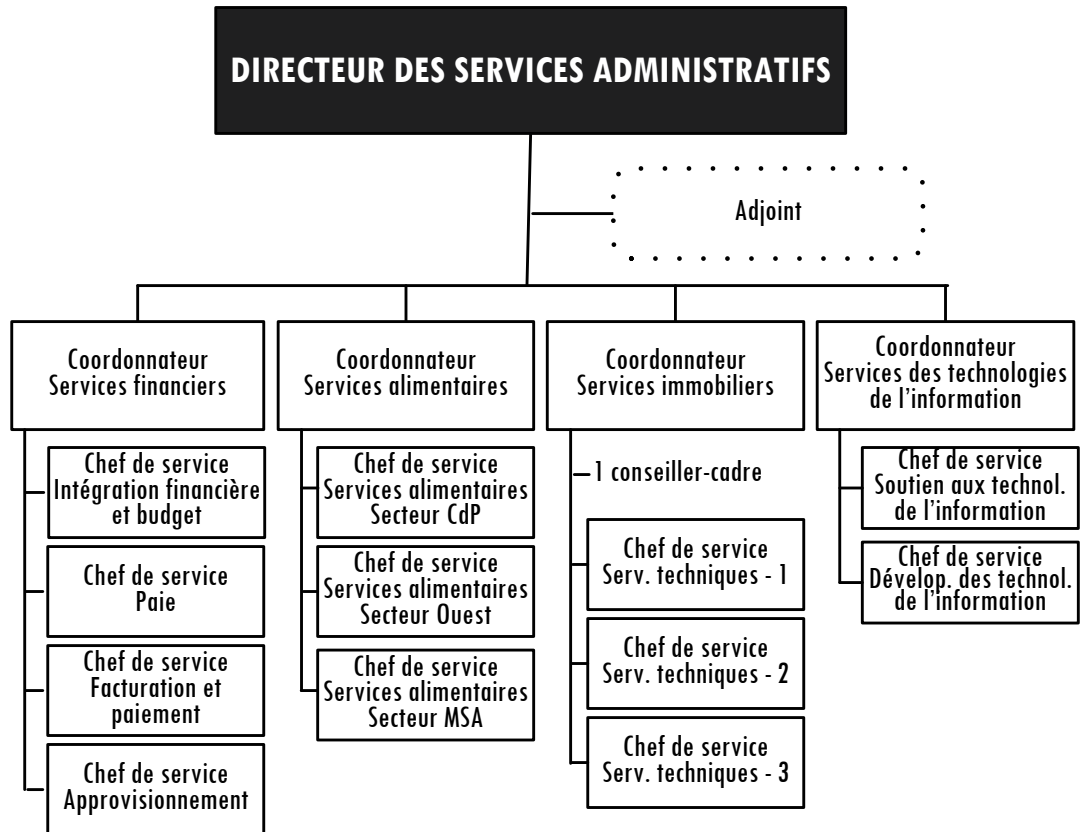 DIRECTEUR DES SERVICES ADMINISTRATIFS
Adjoint
Coordonnateur
Services financiers
Chef de service
Intégration financière
et budget
Chef de service
Paie
Chef de service
Facturation et
paiement
Chef de service
Approvisionnement
Coordonnateur
Services alimentaires
Chef de service
Services alimentaires
Secteur CdP
Chef de service
Services alimentaires
Secteur Ouest
Chef de service
Services alimentaires
Secteur MSA
Coordonnateur
Services immobiliers
1 conseiller-cadre
Chef de service
Serv. techniques - 1
Chef de service
Serv. techniques - 2
Chef de service
Serv. techniques - 3
Coordonnateur
Services des technologies
de l'information
Chef de service
Soutien aux technol.
de l'information
Chef de service
Dévelop. des technol.
de l'information